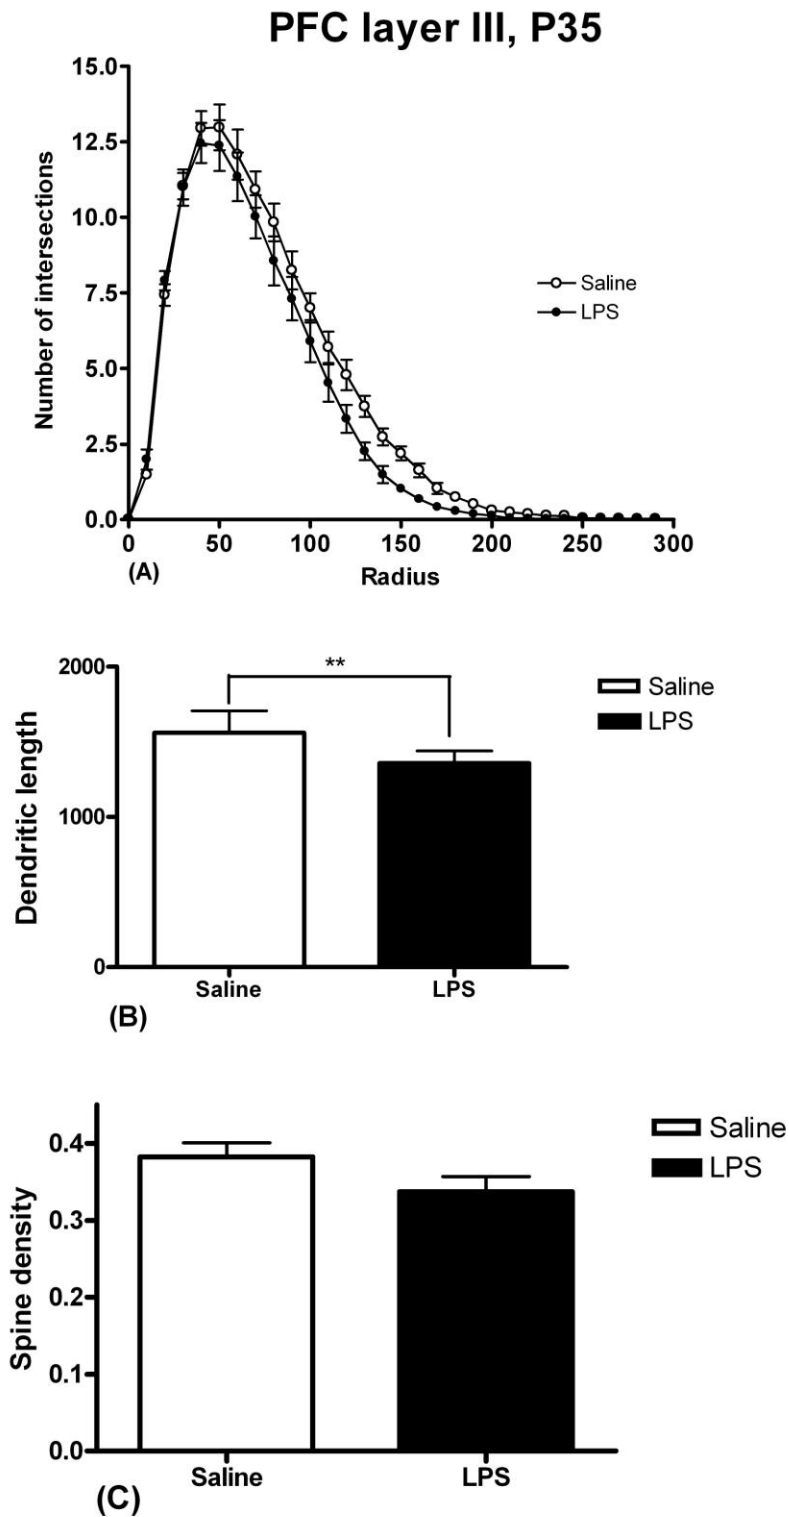 PFC layer III, P35
15.0
12.5
10.0
7.5
5.0
2.5
0.0
Number of intersections
Saline
LPS
0 50 100 150 200 250 300
(A)
Radius
2000
1000
0
Dendritic length
**
Saline
LPS
Saline LPS
(B)
0.4
0.3
0.2
0.1
0.0
Spine density
Saline
LPS
Saline LPS
(C)